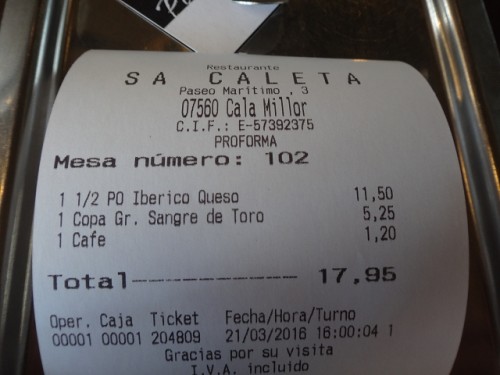 Restaurante
SA CALETA
Paseo Maritimo , 3
07560 Cala Millor
C.I.F.: E-57392375
PROFORMA
Mesa número: 102
1 1/2 PO Iberico Queso 11,50
1 Copa Gr. Sangre de Toro 5,25
1 Cafe 1,20
Total-------------- 17,95
Oper. Caja Ticket Fecha/Hora/Turno
00001 00001 204809 21/03/2016 16:00:04 1
Gracias por su visita
I.V.A. incluido